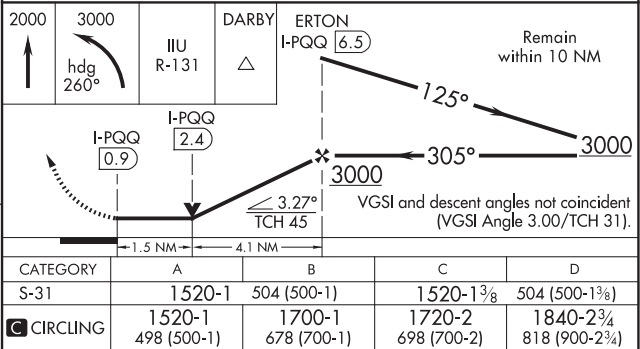 2000
3000
hdg
260°
IIU
R-131
DARBY
ERTON
I-PQQ 6.5
Remain
within 10 NM
125°
3000
305°
3000
I-PQQ
2.4
I-PQQ
0.9
3.27°
TCH 45
VGSI and descent angles not coincident
(VGSI Angle 3.00/TCH 31).
1.5 NM
4.1 NM
CATEGORY A B C D
S-31 1520-1 504 (500-1) 1520-1⅜ 504 (500-1⅜)
C CIRCLING 1520-1 1700-1 1720-2 1840-2¾
498 (500-1) 678 (700-1) 698 (700-2) 818 (900-2¾)